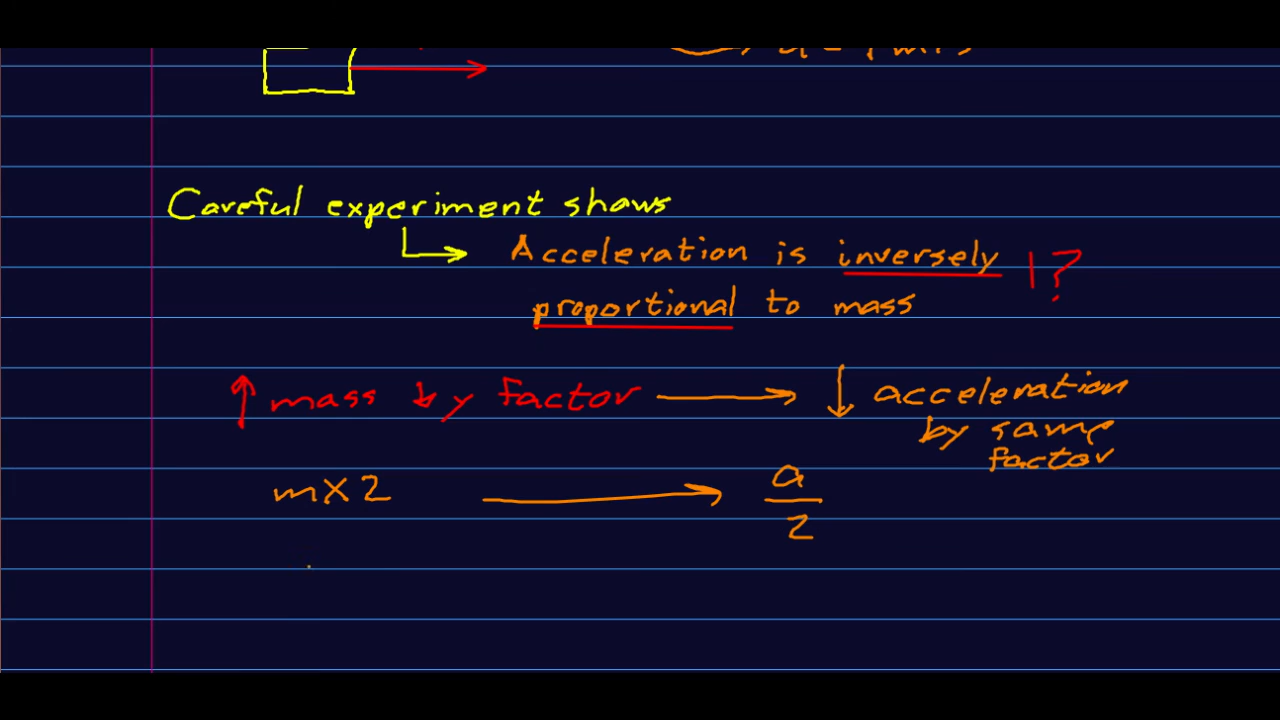 Careful experiment shows
Acceleration is inversely !?
proportional to mass
↑ mass by factor → ↓ acceleration
by same
factor
m x 2 → a
2